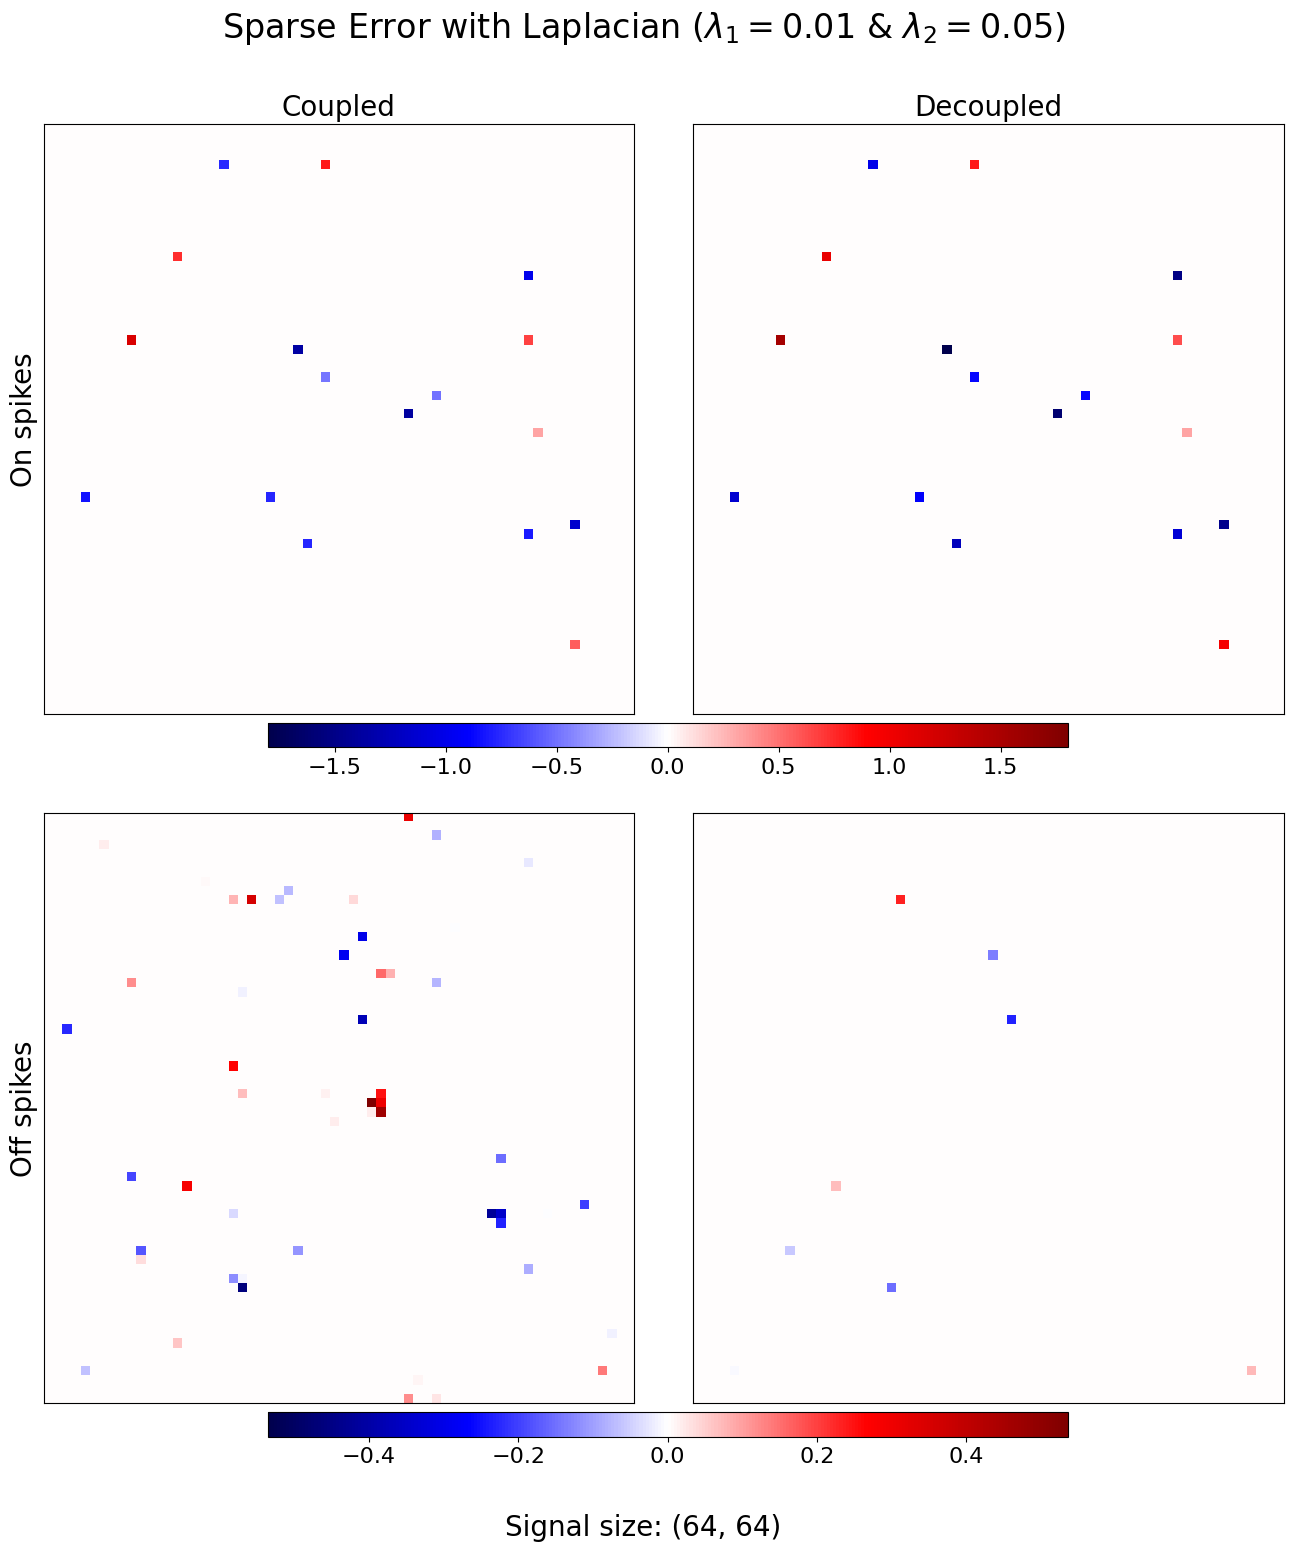 Sparse Error with Laplacian (λ₁ = 0.01 & λ₂ = 0.05)
Coupled
Decoupled
On spikes
−1.5 −1.0 −0.5 0.0 0.5 1.0 1.5
Off spikes
−0.4 −0.2 0.0 0.2 0.4
Signal size: (64, 64)